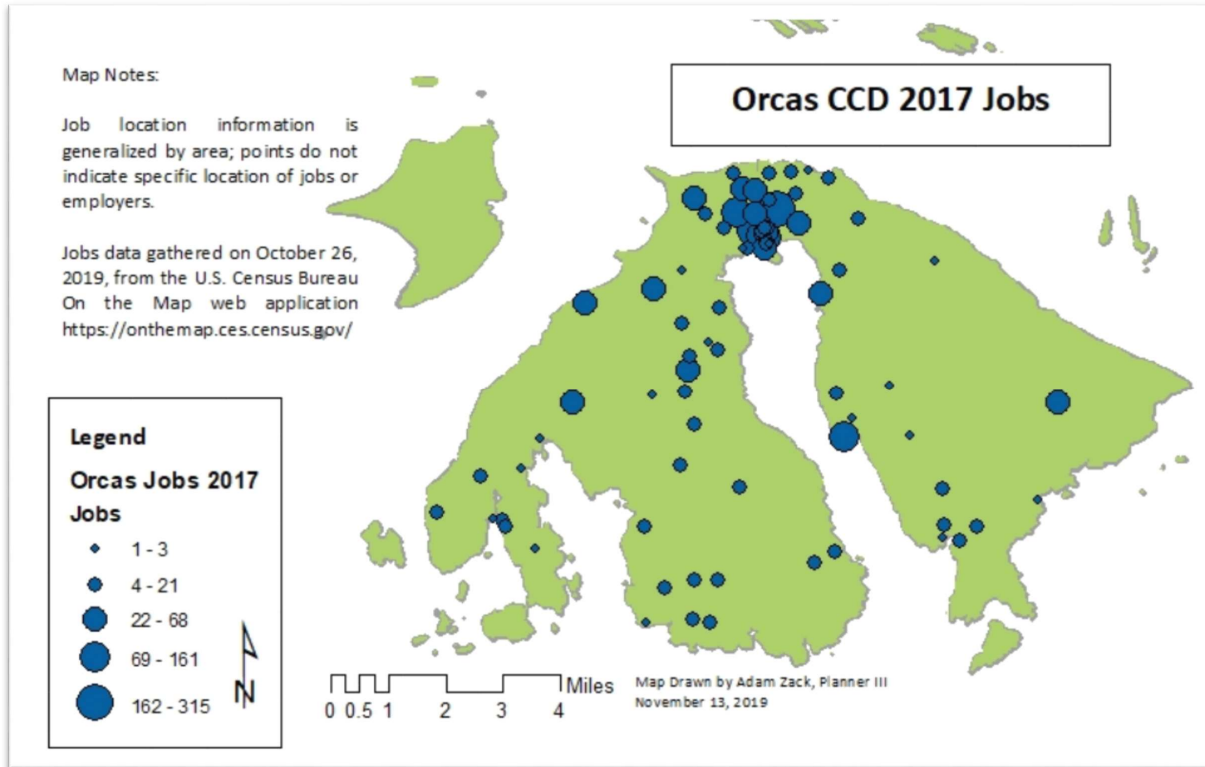 Map Notes:
Job location information is
generalized by area; points do not
indicate specific location of jobs or
employers.
Jobs data gathered on October 26,
2019, from the U.S. Census Bureau
On the Map web application
https://onthemap.ces.census.gov/
Orcas CCD 2017 Jobs
Legend
Orcas Jobs 2017
Jobs
1 - 3
4 - 21
22 - 68
69 - 161
162 - 315
N
Miles
0 0.5 1 2 3 4
Map Drawn by Adam Zack, Planner III
November 13, 2019